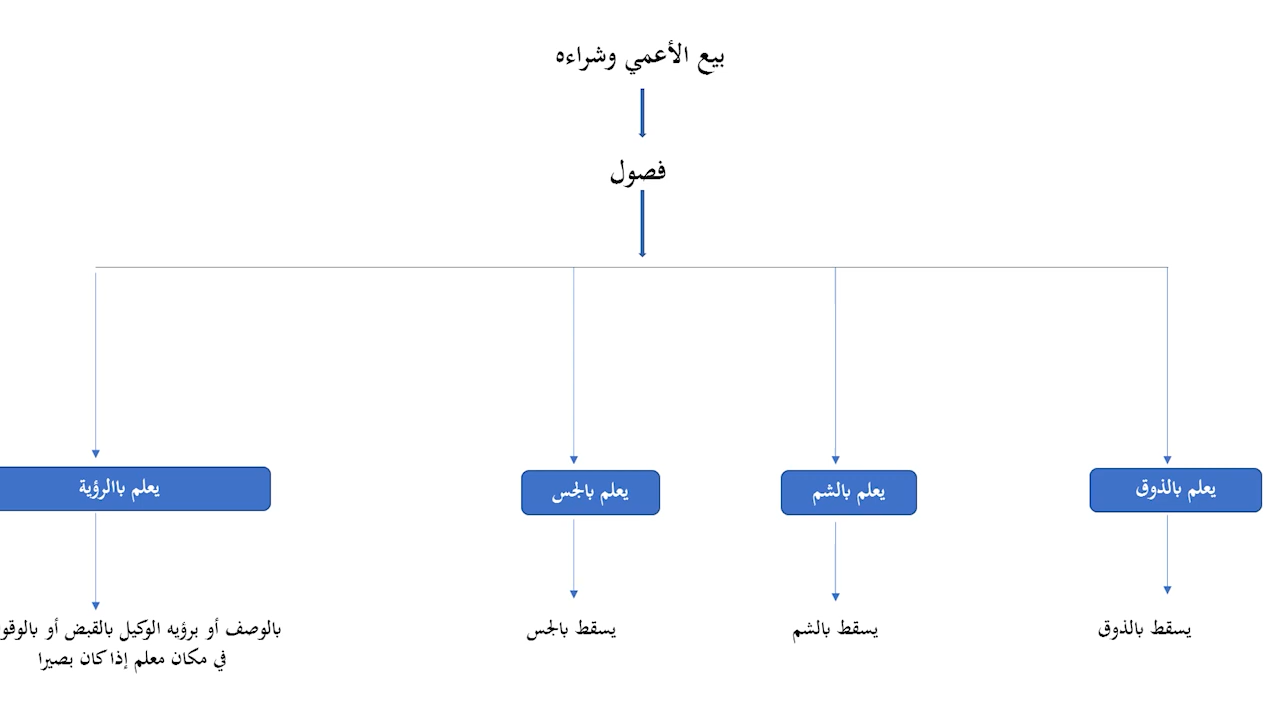 بيع الأعمي وشراءه
فصول
يعلم بالذوق
يعلم بالشم
يعلم بالجس
يعلم باالرؤية
يسقط بالذوق
يسقط بالشم
يسقط بالجس
بالوصف أو برؤيه الوكيل بالقبض أو
في مكان معلم إذا كان بصيرا